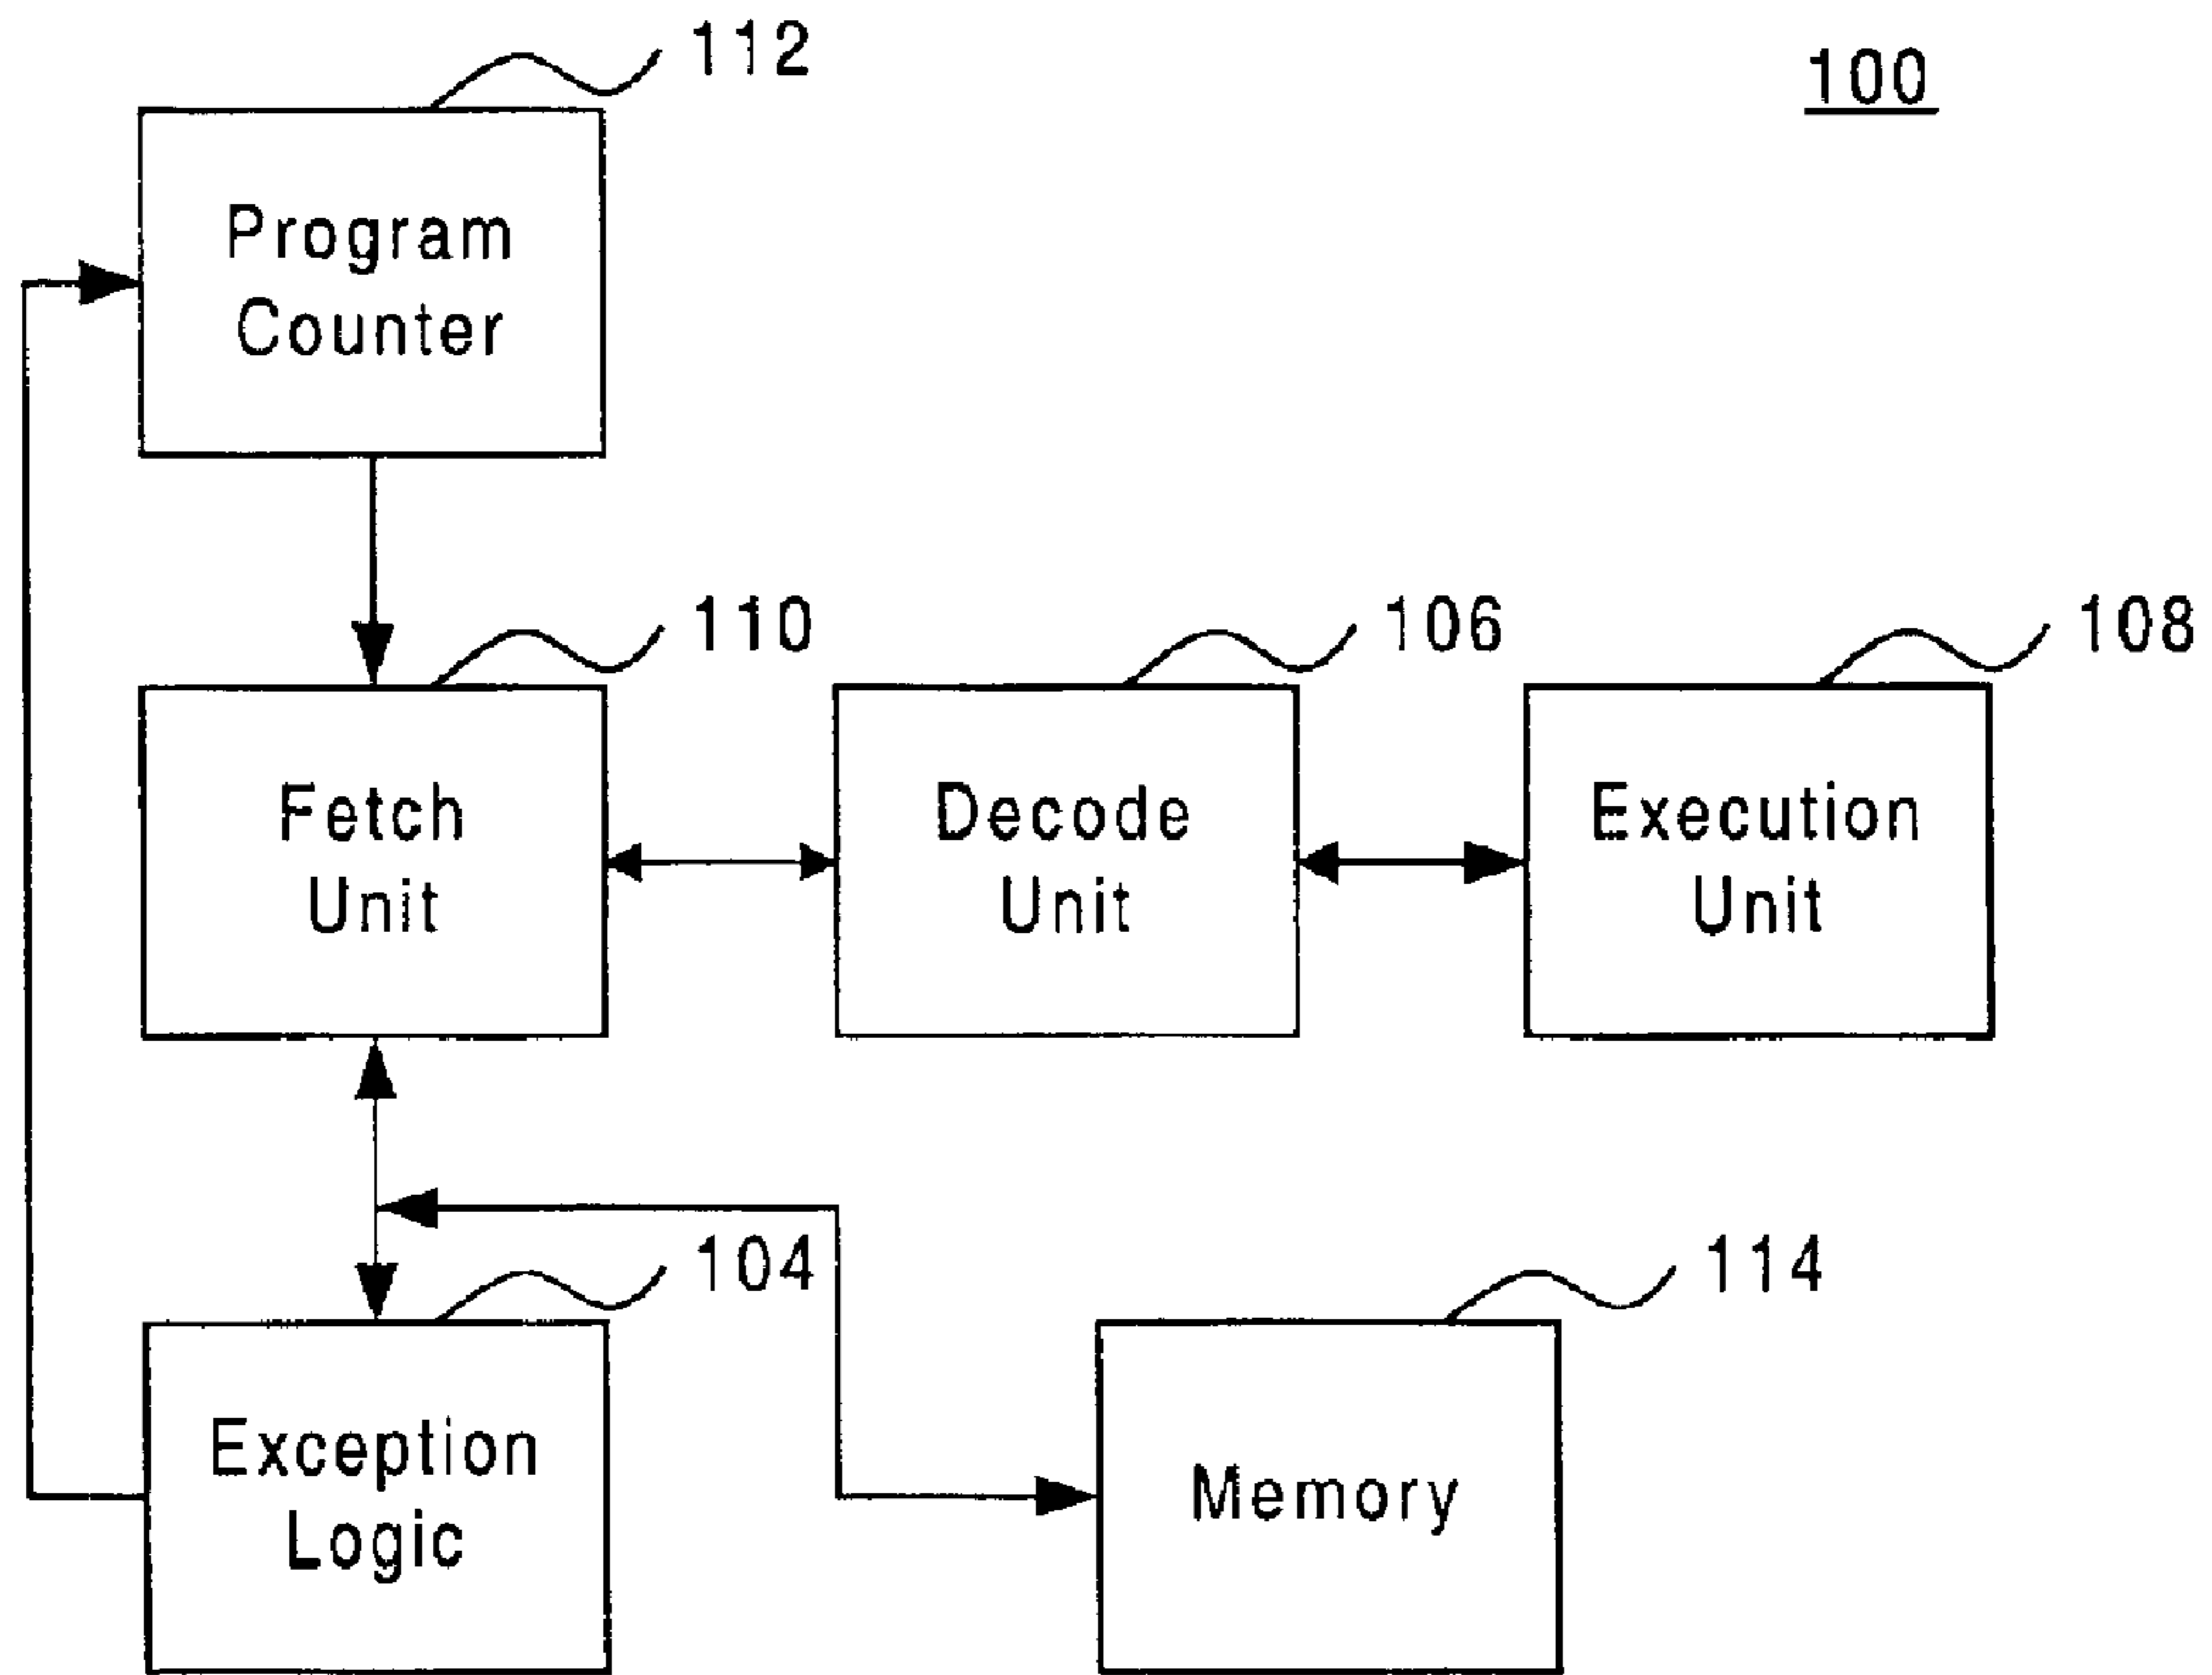 112
100
Program
Counter
110
106
108
Fetch
Unit
Decode
Unit
Execution
Unit
104
114
Exception
Logic
Memory